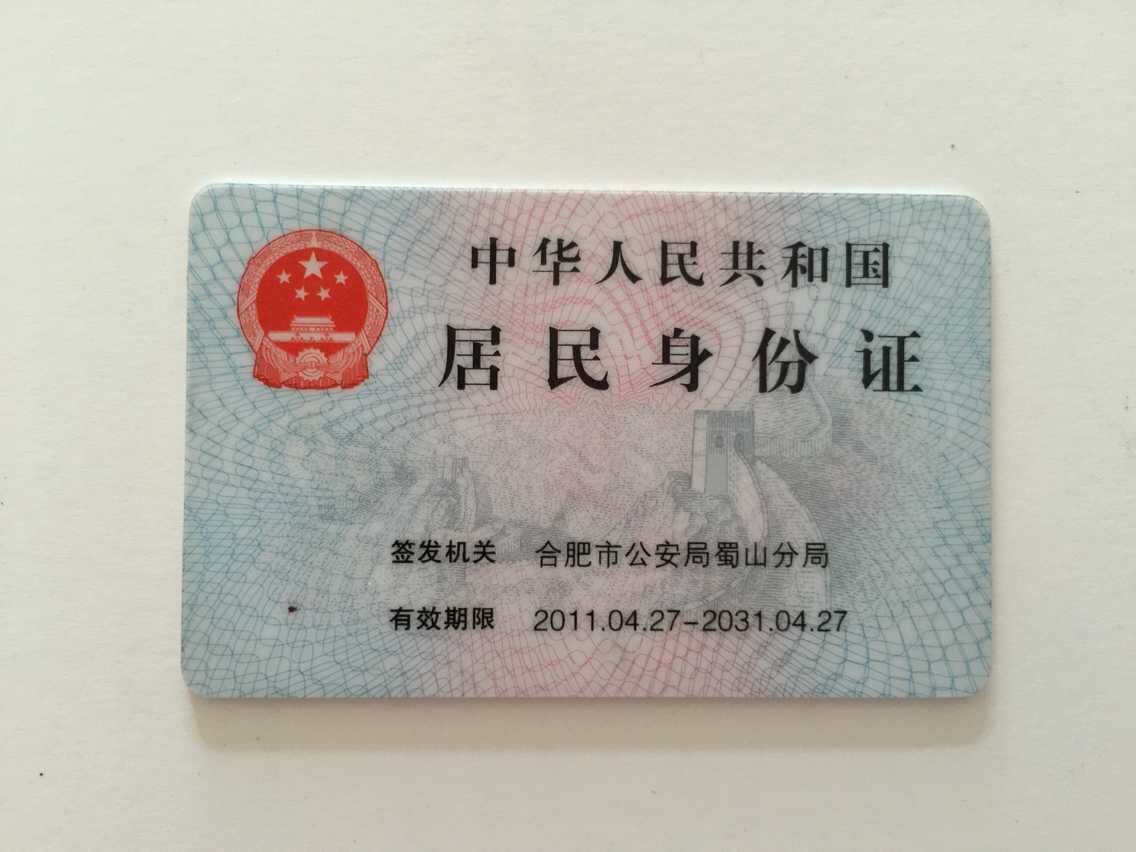 中华人民共和国
居民身份证
签发机关 合肥市公安局蜀山分局
有效期限 2011.04.27-2031.04.27